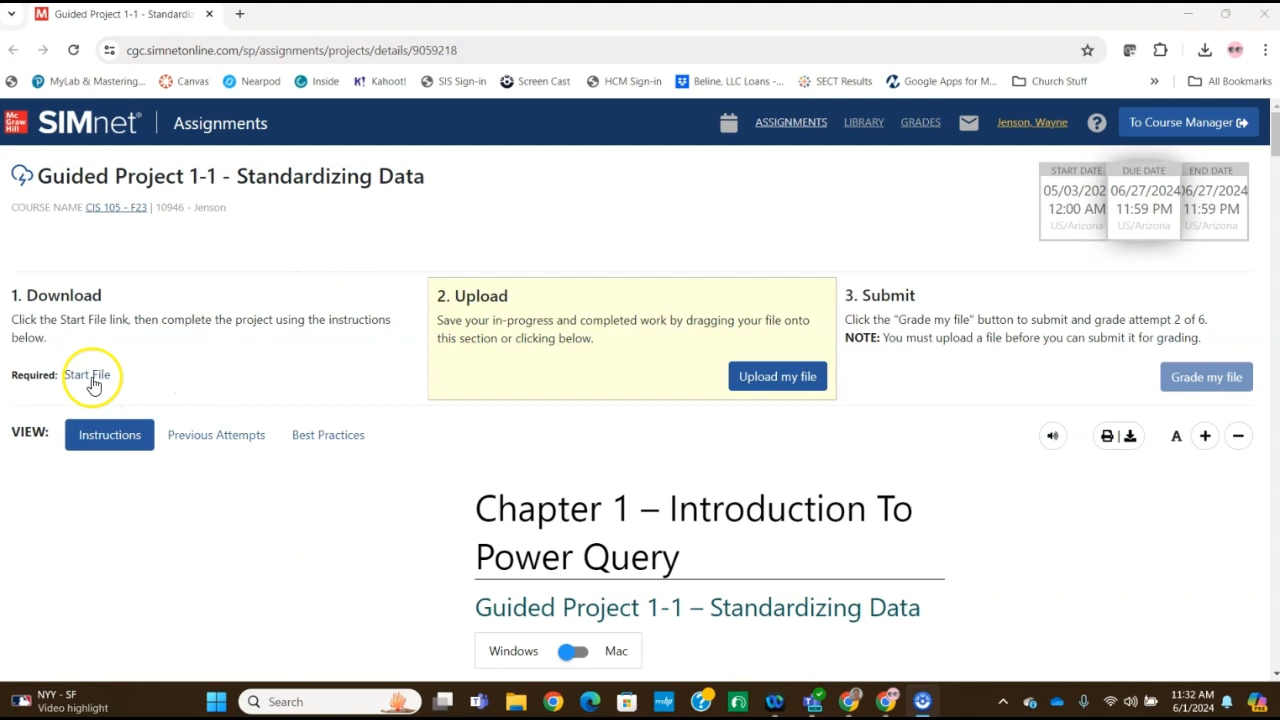 Guided Project 1-1 - Standardiz
cgc.simnetonline.com/sp/assignments/projects/details/9059218
MyLab & Mastering...
Canvas
Nearpod
Inside
K! Kahoot!
SIS Sign-in
Screen Cast
HCM Sign-in
Beline, LLC Loans -...
SECT Results
Google Apps for M...
Church Stuff
»
All Bookmarks
Mc Graw Hill
SIMnet®
Assignments
ASSIGNMENTS
LIBRARY
GRADES
Jenson, Wayne
?
To Course Manager
Guided Project 1-1 - Standardizing Data
COURSE NAME CIS 105 - F23 | 10946 - Jenson
START DATE
05/03/202
12:00 AM
US/Arizona
DUE DATE
06/27/2024
11:59 PM
US/Arizona
END DATE
06/27/2024
11:59 PM
US/Arizona
1. Download
Click the Start File link, then complete the project using the instructions
below.
Required: Start File
2. Upload
Save your in-progress and completed work by dragging your file onto
this section or clicking below.
Upload my file
3. Submit
Click the "Grade my file" button to submit and grade attempt 2 of 6.
NOTE: You must upload a file before you can submit it for grading.
Grade my file
VIEW:
Instructions
Previous Attempts
Best Practices
A
Chapter 1 – Introduction To
Power Query
Guided Project 1-1 – Standardizing Data
Windows
Mac
NYY - SF
Video highlight
Search
11:32 AM
6/1/2024